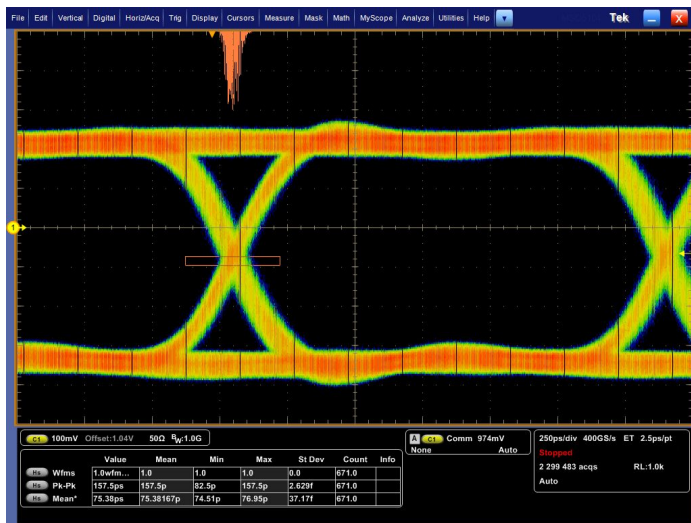 File Edit Vertical Digital Horiz/Acq Trig Display Cursors Measure Mask Math MyScope Analyze Utilities Help Tek X
1
C1 100mV Offset:1.04V 50Ω BW:1.0G
A C1 Comm 974mV
None Auto
250ps/div 400GS/s ET 2.5ps/pt
Stopped
2 299 483 acqs RL:1.0k
Auto
Value Mean Min Max St Dev Count Info
Hs Wfms 1.0wfm... 1.0 1.0 1.0 0.0 671.0
Hs Pk-Pk 157.5ps 157.5p 82.5p 157.5p 2.629f 671.0
Hs Mean* 75.38ps 75.38167p 74.51p 76.95p 37.17f 671.0